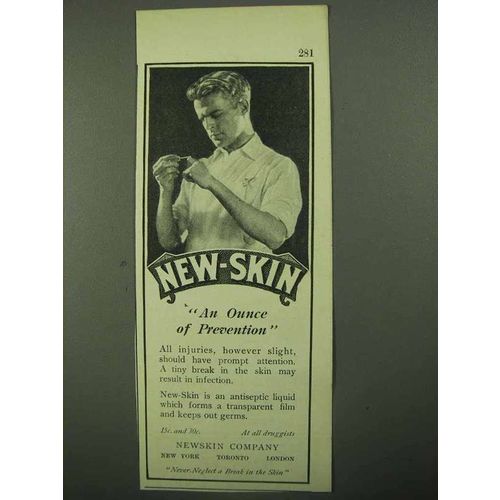 281
NEW-SKIN
"An Ounce
of Prevention"
All injuries, however slight,
should have prompt attention.
A tiny break in the skin may
result in infection.
New-Skin is an antiseptic liquid
which forms a transparent film
and keeps out germs.
15c. and 30c. At all druggists
NEWSKIN COMPANY
NEW YORK TORONTO LONDON
"Never Neglect a Break in the Skin"